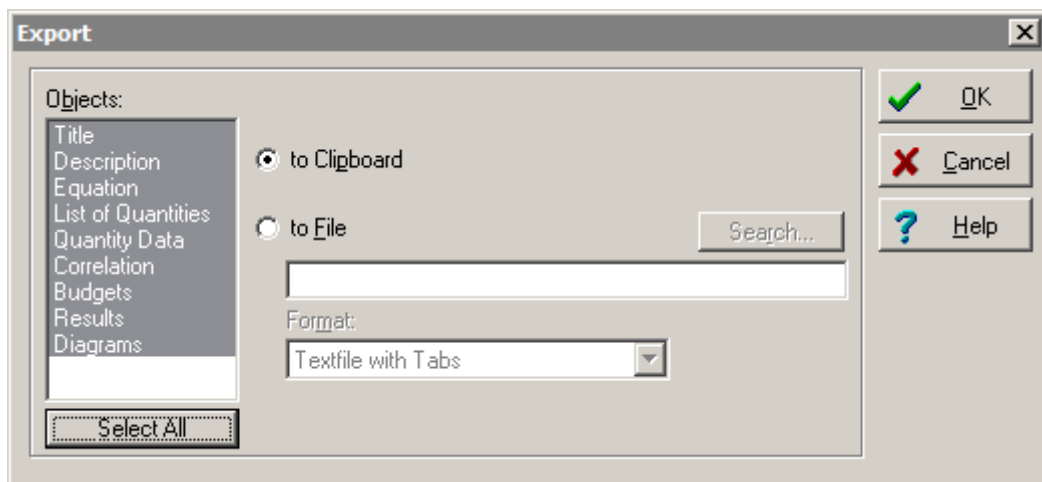 Export
Objects:
Title
Description
Equation
List of Quantities
Quantity Data
Correlation
Budgets
Results
Diagrams
Select All
to Clipboard
to File
Search...
Format:
Textfile with Tabs
OK
Cancel
Help